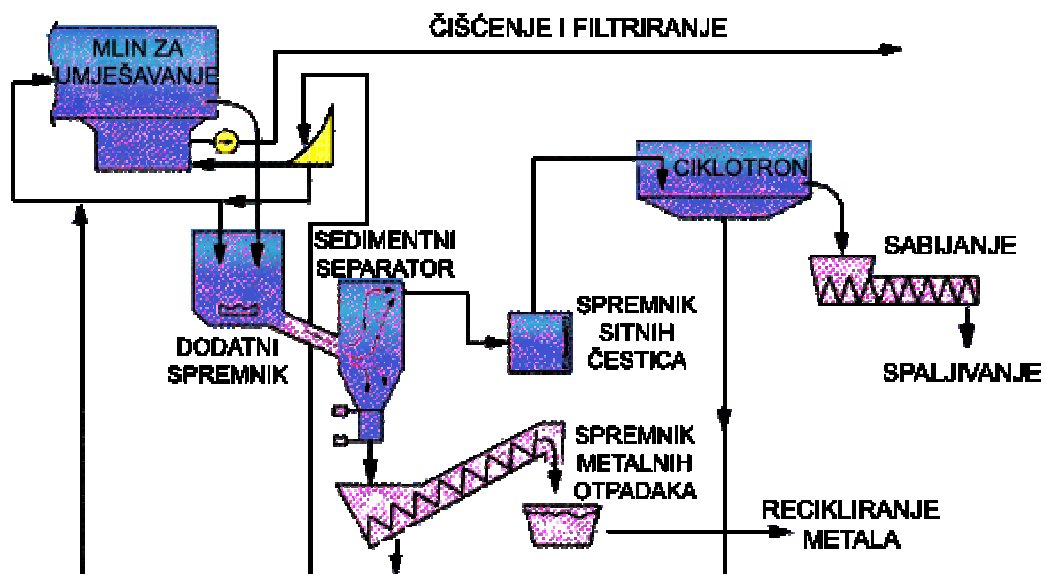 ČIŠĆENJE I FILTRIRANJE
MLIN ZA
UMJEŠAVANJE
CIKLOTRON
SEDIMENTNI
SEPARATOR
SABIJANJE
SPREMNIK
SITNIH
ČESTICA
DODATNI
SPREMNIK
SPALJIVANJE
SPREMNIK
METALNIH
OTPADAKA
RECIKLIRANJE
METALA